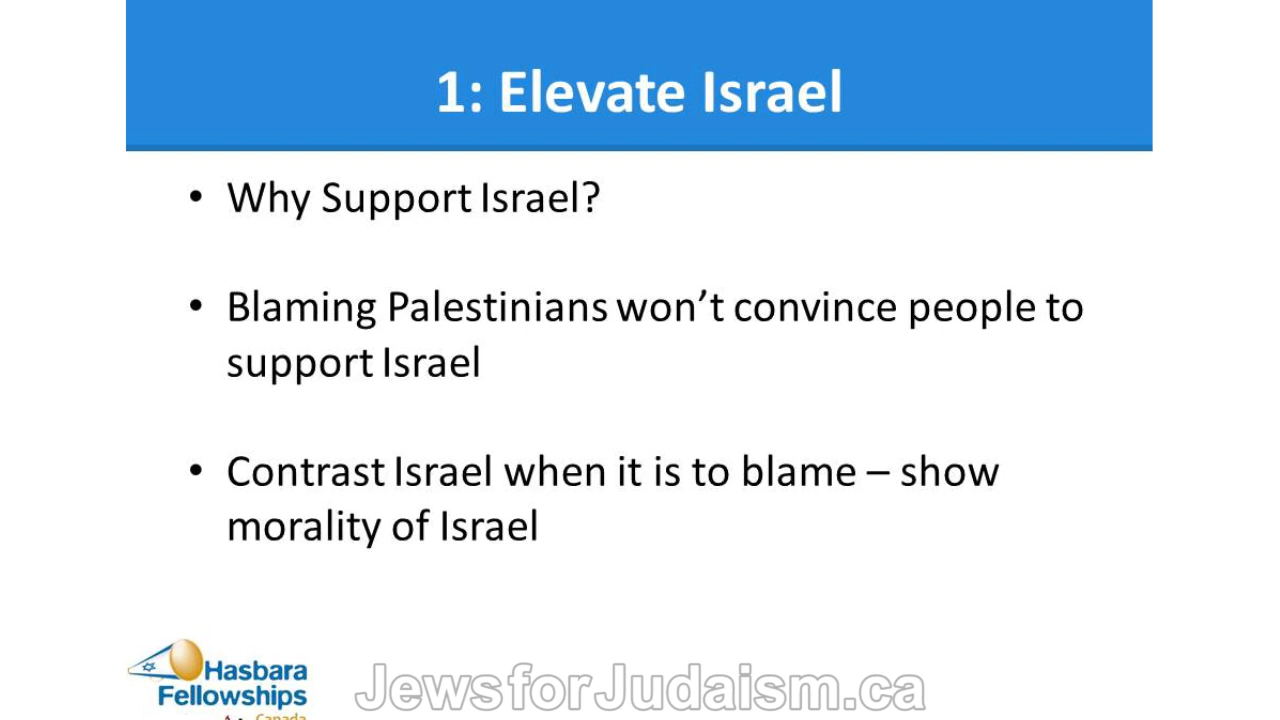 1: Elevate Israel
• Why Support Israel?
• Blaming Palestinians won’t convince people to
support Israel
• Contrast Israel when it is to blame – show
morality of Israel
Hasbara
Fellowships
Canada
JewsforJudaism.ca